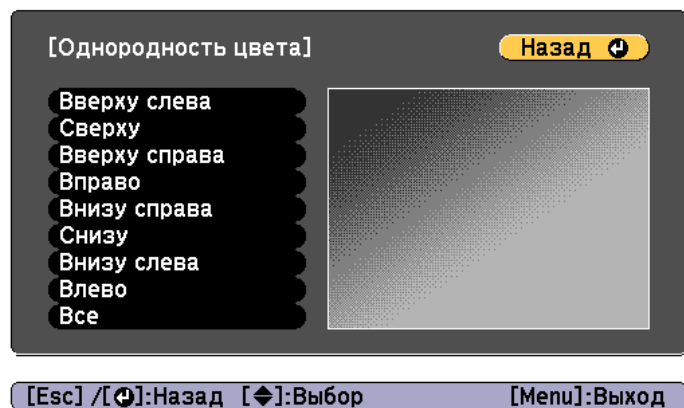 [Однородность цвета]
Назад
Вверху слева
Сверху
Вверху справа
Вправо
Внизу справа
Снизу
Внизу слева
Влево
Все
[Esc] /[⏎]:Назад [◆]:Выбор [Menu]:Выход